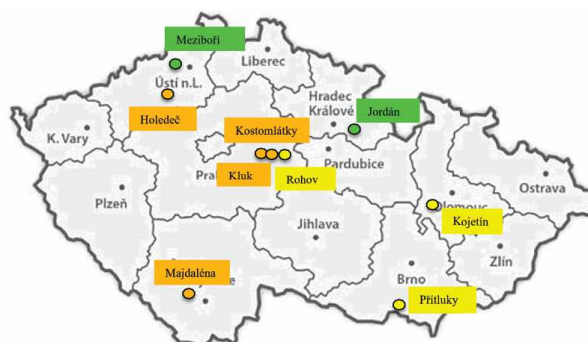 Meziboří
Liberec
Ústí n.L.
Hradec
Králové
Jordán
Holedeč
Kostomlátky
K. Vary
Pardubice
Kluk
Rohov
Ostrava
Plzeň
Kojetín
Jihlava
Zlín
Majdaléna
Brno
Přítluky